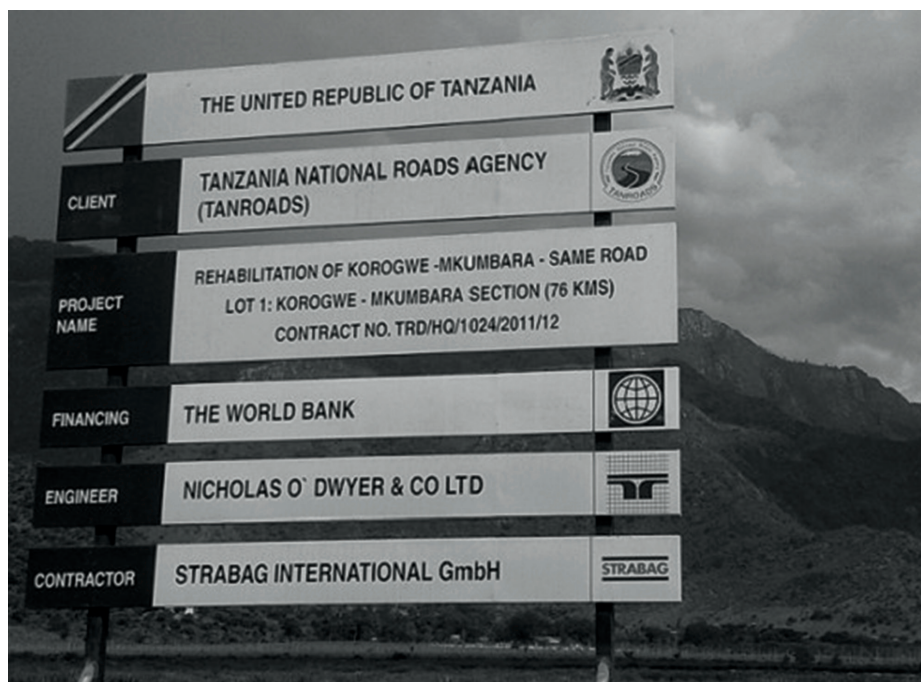 THE UNITED REPUBLIC OF TANZANIA
CLIENT
TANZANIA NATIONAL ROADS AGENCY
(TANROADS)
TANROADS
PROJECT
NAME
REHABILITATION OF KOROGWE -MKUMBARA - SAME ROAD
LOT 1: KOROGWE - MKUMBARA SECTION (76 KMS)
CONTRACT NO. TRD/HQ/1024/2011/12
FINANCING
THE WORLD BANK
ENGINEER
NICHOLAS O` DWYER & CO LTD
CONTRACTOR
STRABAG INTERNATIONAL GmbH
STRABAG